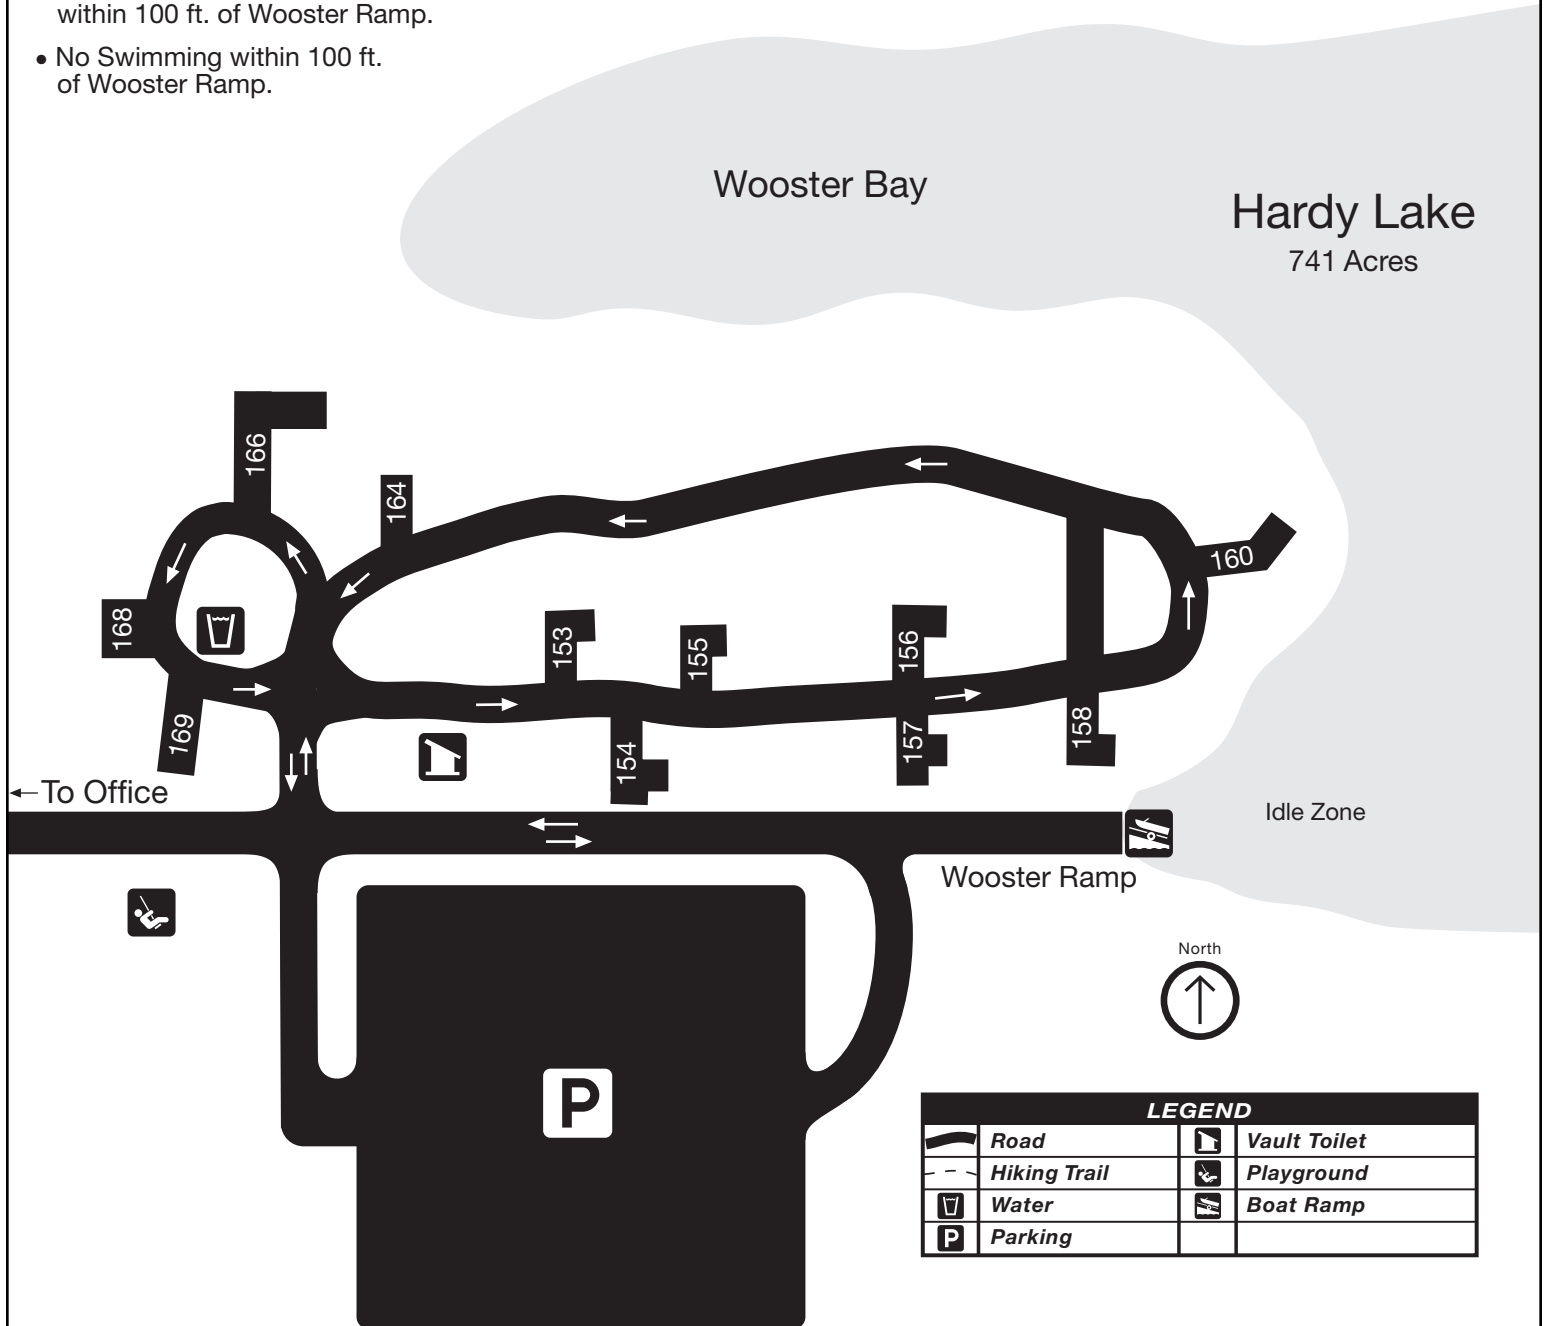 within 100 ft. of Wooster Ramp.
• No Swimming within 100 ft.
of Wooster Ramp.
Wooster Bay
Hardy Lake
741 Acres
166
164
160
168
153
155
156
169
154
157
158
←To Office
Idle Zone
Wooster Ramp
North
P
LEGEND
Road
Vault Toilet
Hiking Trail
Playground
Water
Boat Ramp
P Parking